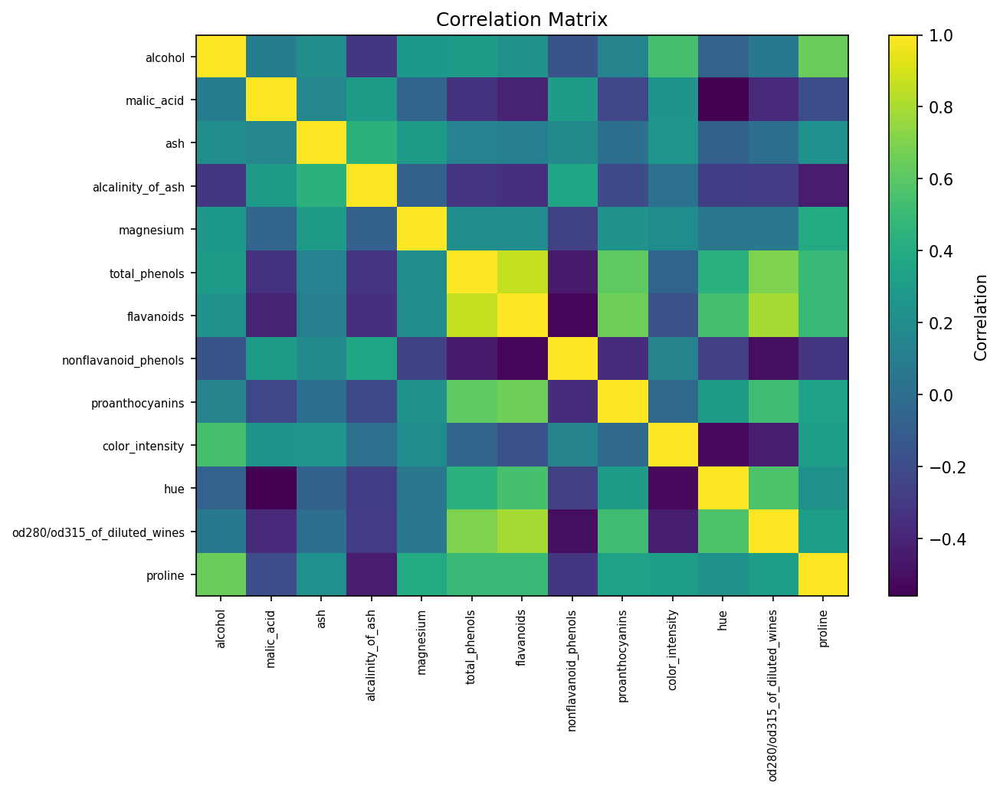 Correlation Matrix
alcohol
malic_acid
ash
alcalinity_of_ash
magnesium
total_phenols
flavanoids
nonflavanoid_phenols
proanthocyanins
color_intensity
hue
od280/od315_of_diluted_wines
proline
alcohol
malic_acid
ash
alcalinity_of_ash
magnesium
total_phenols
flavanoids
nonflavanoid_phenols
proanthocyanins
color_intensity
hue
od280/od315_of_diluted_wines
proline
1.0
0.8
0.6
0.4
0.2
0.0
−0.2
−0.4
Correlation